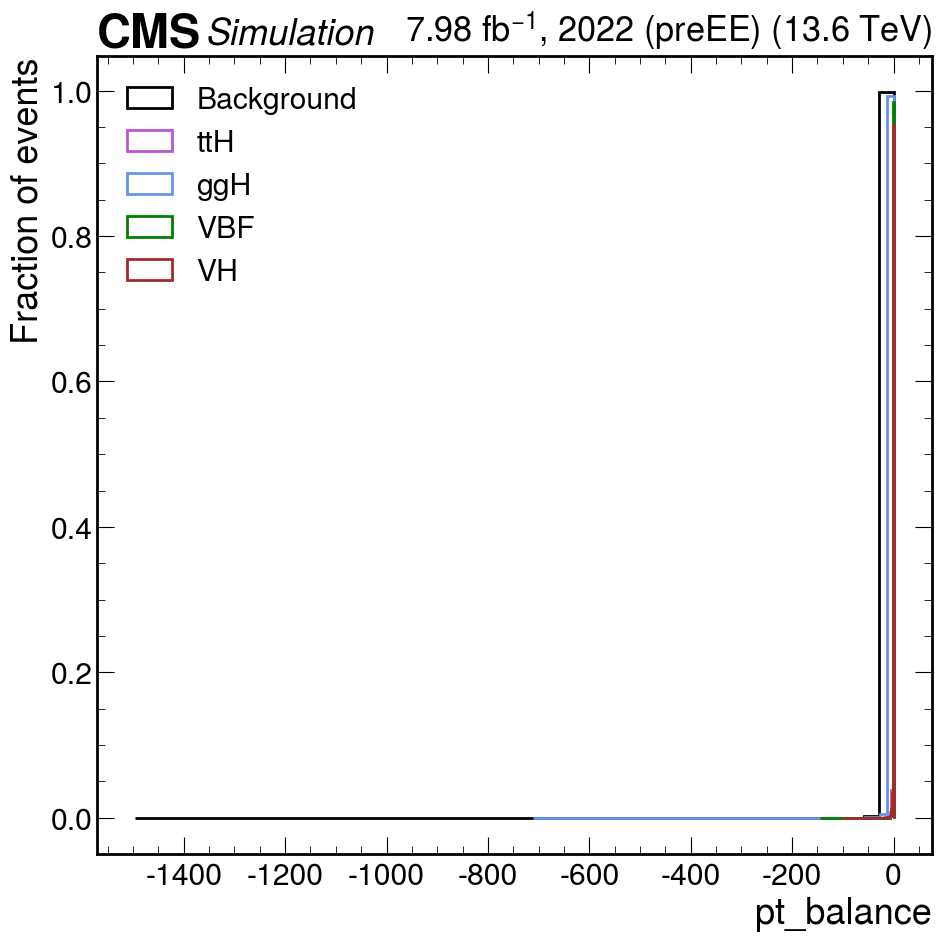 CMS Simulation 7.98 fb⁻¹, 2022 (preEE) (13.6 TeV)
Fraction of events
1.0
0.8
0.6
0.4
0.2
0.0
Background
ttH
ggH
VBF
VH
-1400 -1200 -1000 -800 -600 -400 -200 0
pt_balance